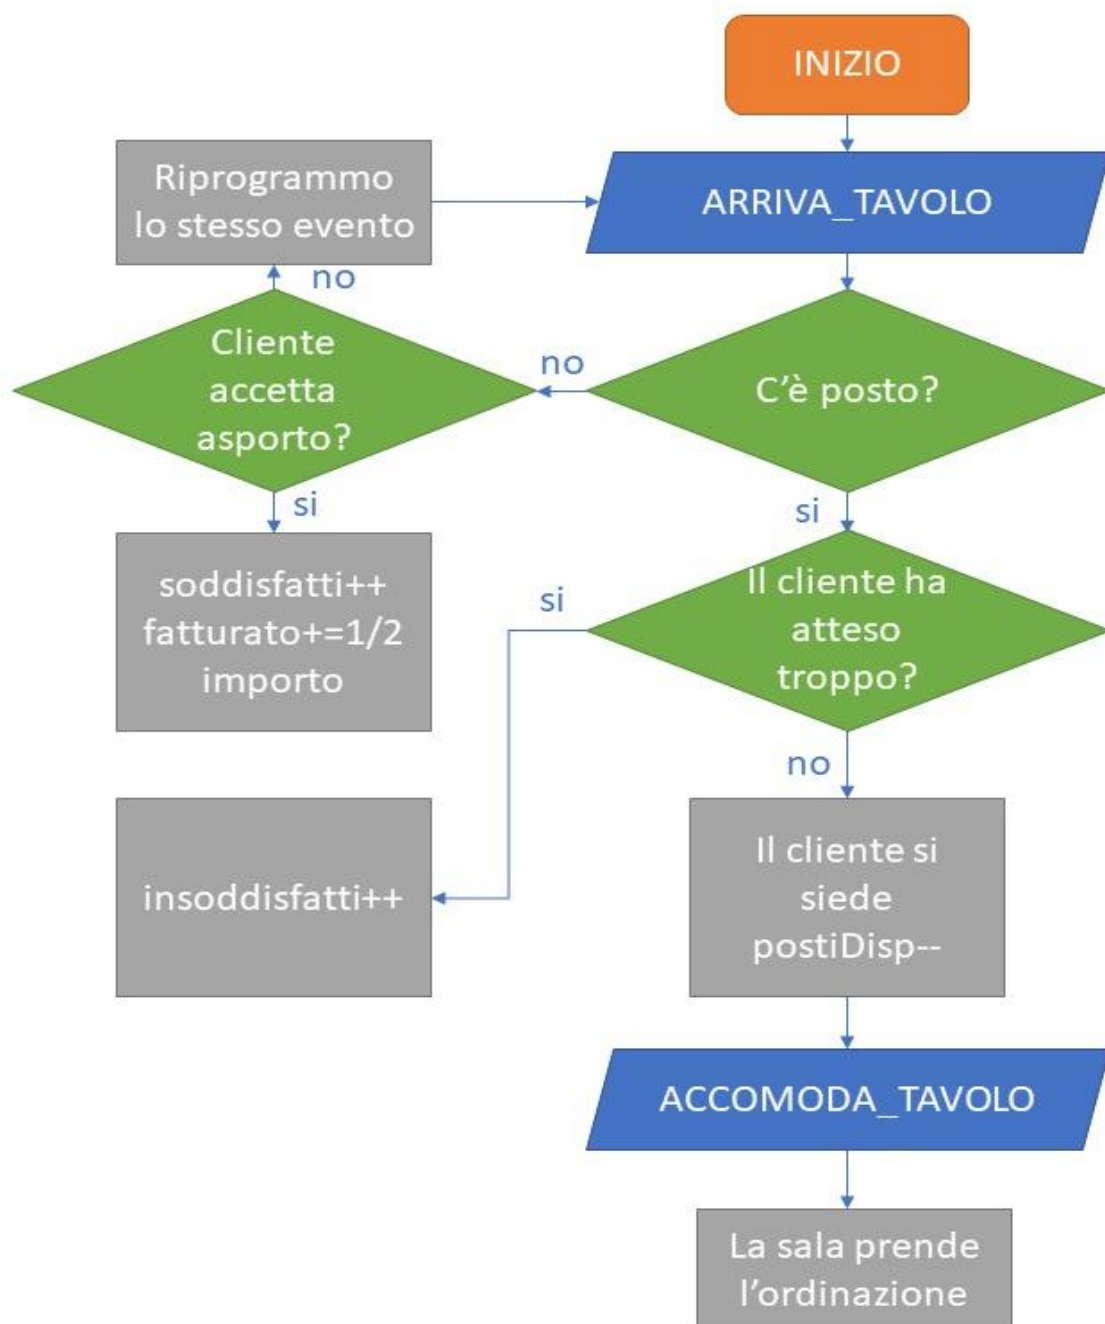 INIZIO
Riprogrammo
lo stesso evento
ARRIVA_TAVOLO
no
Cliente
accetta
asporto?
no
C'è posto?
si
si
soddisfatti++
fatturato+=1/2
importo
si
Il cliente ha
atteso
troppo?
no
insoddisfatti++
Il cliente si
siede
postiDisp--
ACCOMODA_TAVOLO
La sala prende
l'ordinazione